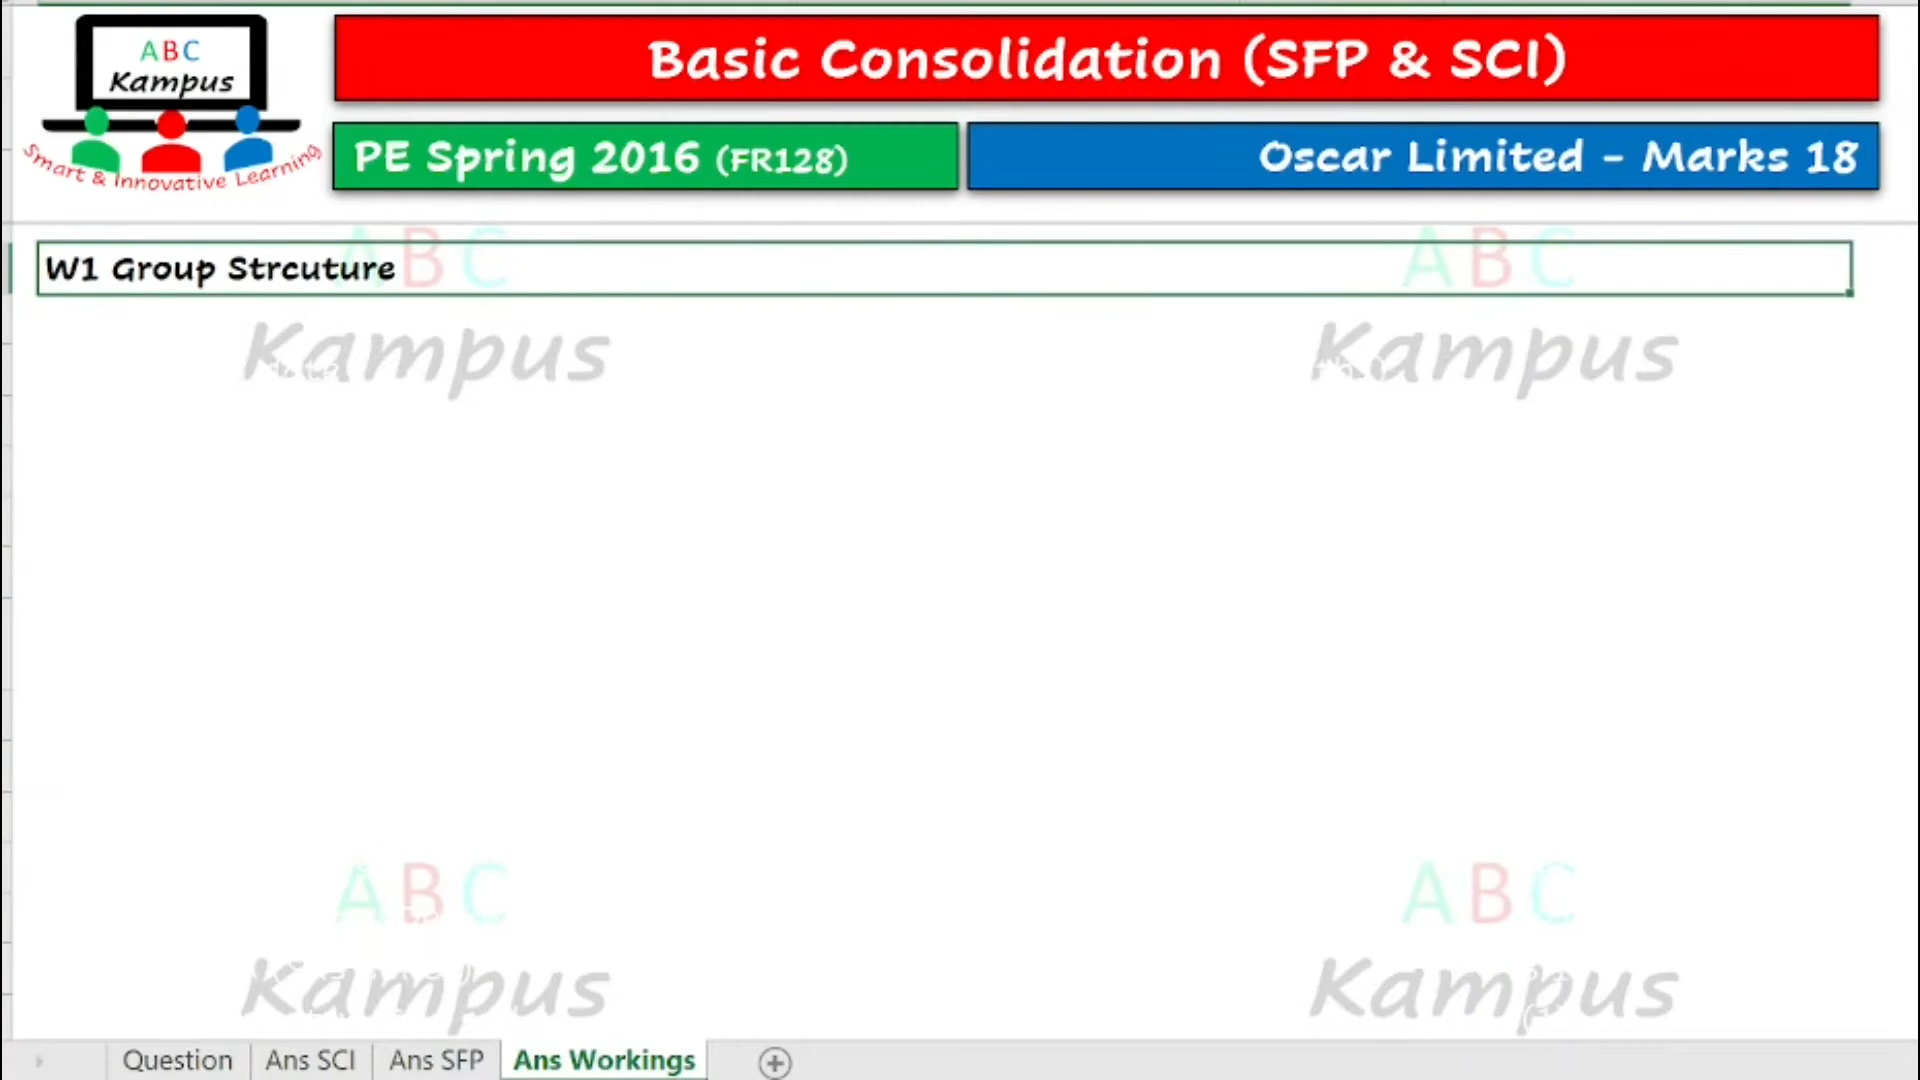 ABC
Kampus
Smart & Innovative Learning
Basic Consolidation (SFP & SCI)
PE Spring 2016 (FR128)
Oscar Limited - Marks 18
W1 Group Strcuture
ABC
Kampus
ABC
Kampus
ABC
Kampus
ABC
Kampus
Question
Ans SCI
Ans SFP
Ans Workings